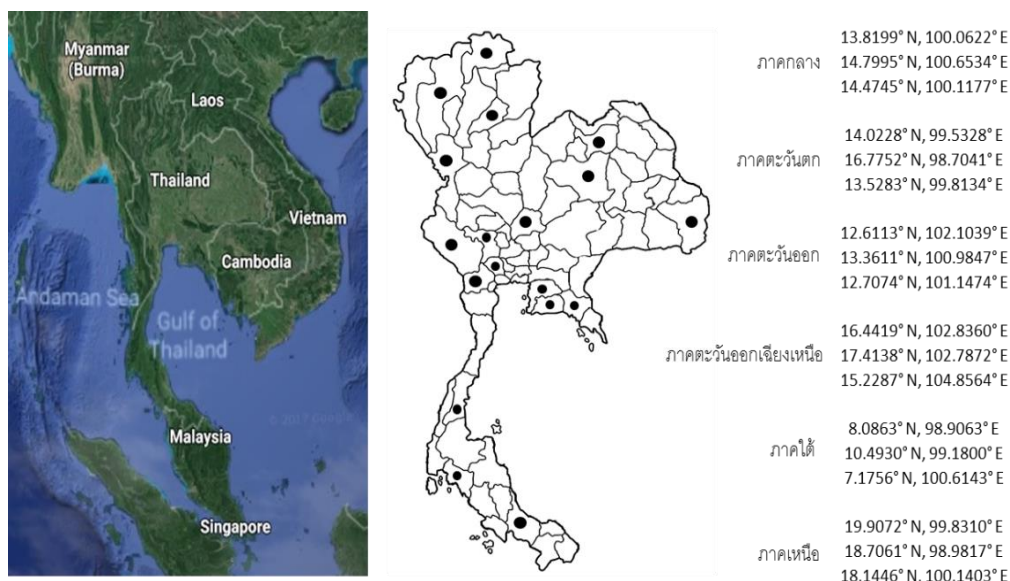 Myanmar
(Burma)
Laos
Thailand
Vietnam
Cambodia
Andaman Sea
Gulf of
Thailand
Malaysia
Singapore
ภาคกลาง
13.8199° N, 100.0622° E
14.7995° N, 100.6534° E
14.4745° N, 100.1177° E
ภาคตะวันตก
14.0228° N, 99.5328° E
16.7752° N, 98.7041° E
13.5283° N, 99.8134° E
ภาคตะวันออก
12.6113° N, 102.1039° E
13.3611° N, 100.9847° E
12.7074° N, 101.1474° E
ภาคตะวันออกเฉียงเหนือ
16.4419° N, 102.8360° E
17.4138° N, 102.7872° E
15.2287° N, 104.8564° E
ภาคใต้
8.0863° N, 98.9063° E
10.4930° N, 99.1800° E
7.1756° N, 100.6143° E
ภาคเหนือ
19.9072° N, 99.8310° E
18.7061° N, 98.9817° E
18.1446° N, 100.1403° E